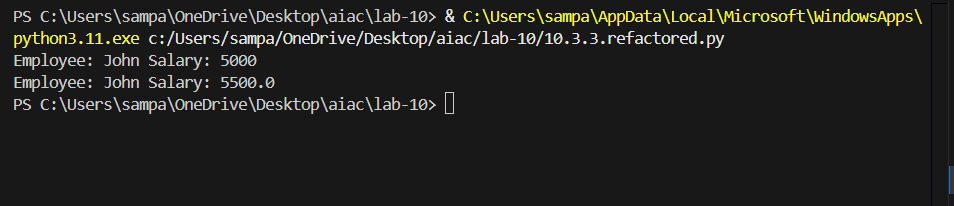 PS C:\Users\sampa\OneDrive\Desktop\aiac\lab-10> & C:\Users\sampa\AppData\Local\Microsoft\WindowsApps\
python3.11.exe c:/Users/sampa/OneDrive/Desktop/aiac/lab-10/10.3.3.refactored.py
Employee: John Salary: 5000
Employee: John Salary: 5500.0
PS C:\Users\sampa\OneDrive\Desktop\aiac\lab-10>